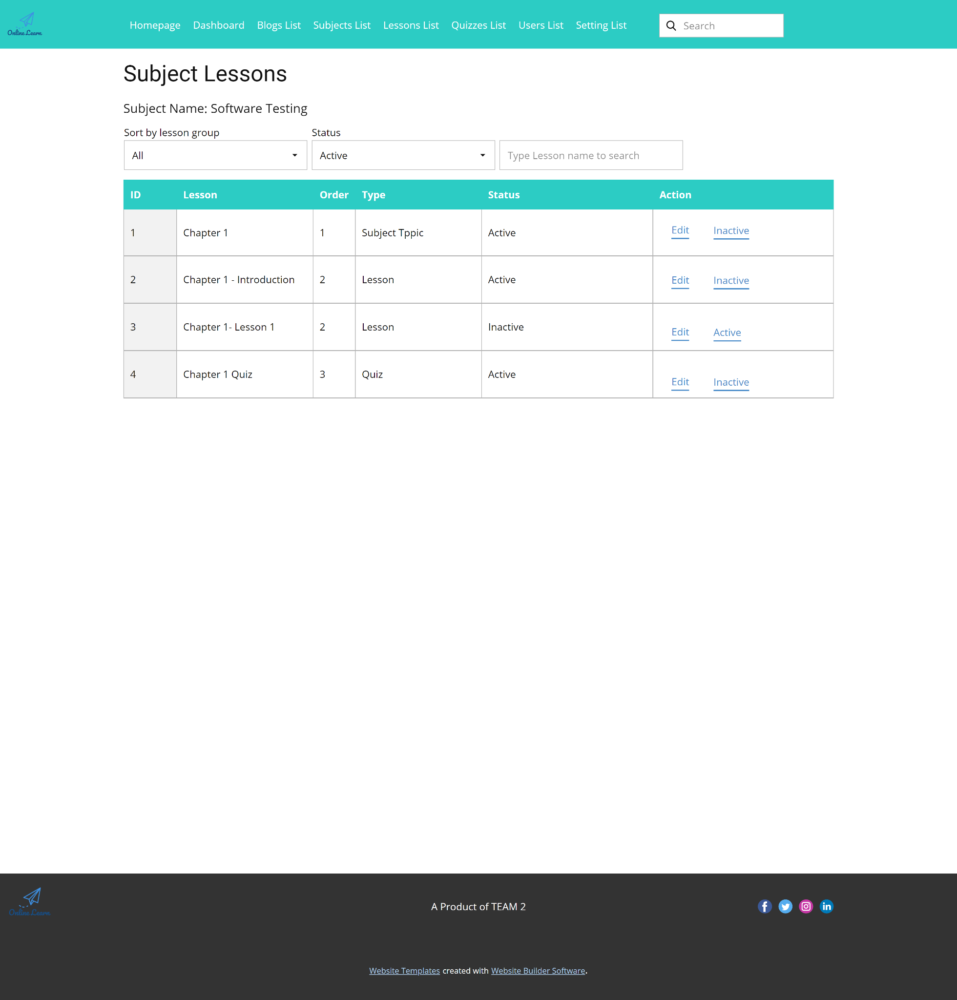 Online Learn
Homepage Dashboard Blogs List Subjects List Lessons List Quizzes List Users List Setting List Search
Subject Lessons
Subject Name: Software Testing
Sort by lesson group Status
All Active Type Lesson name to search
ID Lesson Order Type Status Action
1 Chapter 1 1 Subject Tppic Active Edit Inactive
2 Chapter 1 - Introduction 2 Lesson Active Edit Inactive
3 Chapter 1- Lesson 1 2 Lesson Inactive Edit Active
4 Chapter 1 Quiz 3 Quiz Active Edit Inactive
Online Learn
A Product of TEAM 2
Website Templates created with Website Builder Software.